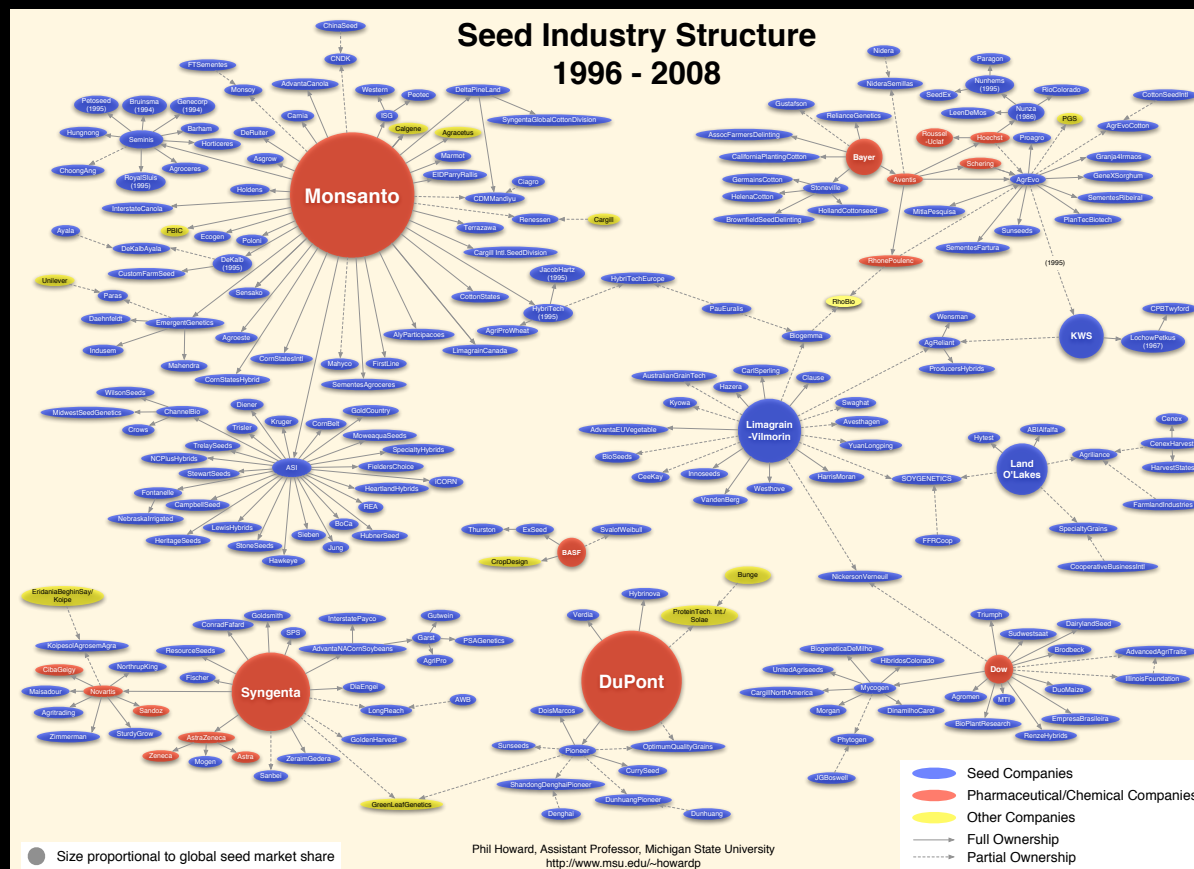 Seed Industry Structure
1996 - 2008
ChinaSeed
CNDK
FTSementes
Monsoy
AdvantaCanola
Western
Peotec
ISG
DeltaPineLand
SyngentaGlobalCottonDivision
Calgene
Agracetus
Camia
DeRuiter
Asgrow
Marmot
EIDParryRallis
Petoseed
(1995)
Bruinsma
(1994)
Genecorp
(1994)
Hungnong
Seminis
Barham
Horticeres
ChoongAng
RoyalSluis
(1995)
Agroceres
Holdens
InterstateCanola
Monsanto
Ciagro
CDMMandiyu
Renessen
Cargill
Terrazawa
Cargill Intl.SeedDivision
PBIC
Ecogen
Poloni
Ayala
DeKalbAyala
DeKalb
(1995)
CustomFarmSeed
Sensako
Unilever
Paras
Daehnfeldt
EmergentGenetics
Indusem
Mahendra
Agroeste
CornStatesIntl
CornStatesHybrid
Mahyco
FirstLine
SementesAgroceres
AlyParticipacoes
LimagrainCanada
CottonStates
JacobHartz
(1995)
HybriTech
(1995)
AgriProWheat
HybriTechEurope
PauEuralis
Biogemma
RhoBio
WilsonSeeds
MidwestSeedGenetics
ChannelBio
Crows
Diener
Trisler
Kruger
CornBelt
GoldCountry
MoweaquaSeeds
SpecialtyHybrids
TrelaySeeds
NCPlusHybrids
StewartSeeds
ASI
FieldersChoice
iCORN
HeartlandHybrids
Fontanelle
NebraskaIrrigated
CampbellSeed
HeritageSeeds
LewisHybrids
StoneSeeds
Hawkeye
Sieben
Jung
BoCa
REA
HubnerSeed
Nidera
NideraSemillas
Gustafson
RelianceGenetics
AssocFarmersDelinting
CaliforniaPlantingCotton
Bayer
GermainsCotton
HelenaCotton
Stoneville
HollandCottonseed
BrownfieldSeedDelinting
Aventis
Paragon
Nunhems
(1995)
SeedEx
LeenDeMos
Nunza
(1986)
RioColorado
CottonSeedIntl
Roussel
-Uclaf
Hoechst
Proagro
PGS
AgrEvoCotton
Schering
AgrEvo
Granja4Irmaos
GeneXSorghum
SementesRibeiral
PlanTecBiotech
MitlaPesquisa
Sunseeds
SementesFartura
RhonePoulenc
(1995)
KWS
CPBTwyford
LochowPetkus
(1967)
Wensman
AgReliant
ProducersHybrids
AustralianGrainTech
CarlSperling
Hazera
Clause
Kyowa
Swaghat
Avesthagen
AdvantaEUVegetable
Limagrain
-Vilmorin
YuanLongping
BioSeeds
CeeKay
Innoseeds
VandenBerg
Westhove
HarrisMoran
SOYGENETICS
FFRCoop
Hytest
ABIAlfalfa
Land
O'Lakes
Agriliance
Cenex
CenexHarvest
HarvestStates
FarmlandIndustries
SpecialtyGrains
CooperativeBusinessIntl
NickersonVerneuil
Thurston
ExSeed
SvalofWeibull
CropDesign
BASF
EridaniaBeghinSay/
Koipe
KoipesolAgrosemAgra
CibaGeigy
NorthrupKing
Maisadour
Novartis
Sandoz
Agritrading
Zimmerman
SturdyGrow
ConradFafard
Goldsmith
SPS
ResourceSeeds
Fischer
Syngenta
InterstatePayco
AdvantaNACornSoybeans
Garst
Gutwein
PSAGenetics
AgriPro
DiaEngei
LongReach
AWB
GoldenHarvest
ZeraimGedera
AstraZeneca
Zeneca
Mogen
Astra
Sanbei
GreenLeafGenetics
Verdia
Hybrinova
Bunge
ProteinTech. Int./
Solae
DuPont
DoisMarcos
Sunseeds
Pioneer
OptimumQualityGrains
CurrySeed
ShandongDenghaiPioneer
Denghai
DunhuangPioneer
Dunhuang
Triumph
Sudwestsaat
DairylandSeed
Brodbeck
AdvancedAgriTraits
Dow
IllinoisFoundation
DuoMaize
EmpresaBrasileira
RenzeHybrids
MTI
Agromen
BioPlantResearch
BiogeneticaDeMilho
HibridosColorado
UnitedAgriseeds
CargillNorthAmerica
Mycogen
Morgan
DinamilhoCarol
Phytogen
JGBoswell
Seed Companies
Pharmaceutical/Chemical Companies
Other Companies
Full Ownership
Partial Ownership
Size proportional to global seed market share
Phil Howard, Assistant Professor, Michigan State University
http://www.msu.edu/~howardp